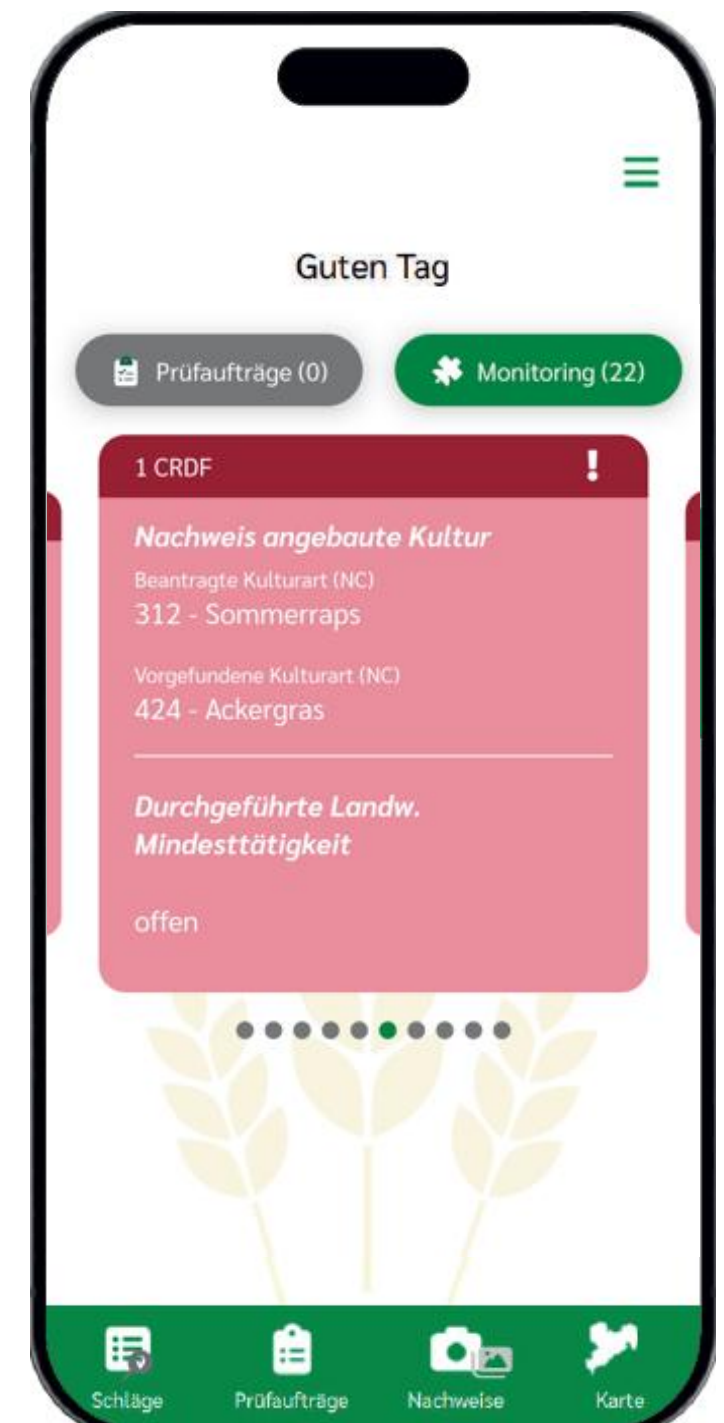 Guten Tag
Prüfaufträge (0)
Monitoring (22)
1 CRDF
!
Nachweis angebaute Kultur
Beantragte Kulturart (NC)
312 - Sommerraps
Vorgefundene Kulturart (NC)
424 - Ackergras
Durchgeführte Landw.
Mindesttätigkeit
offen
Schläge
Prüfaufträge
Nachweise
Karte